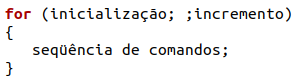 for (inicialização; ;incremento)
{
seqüência de comandos;
}